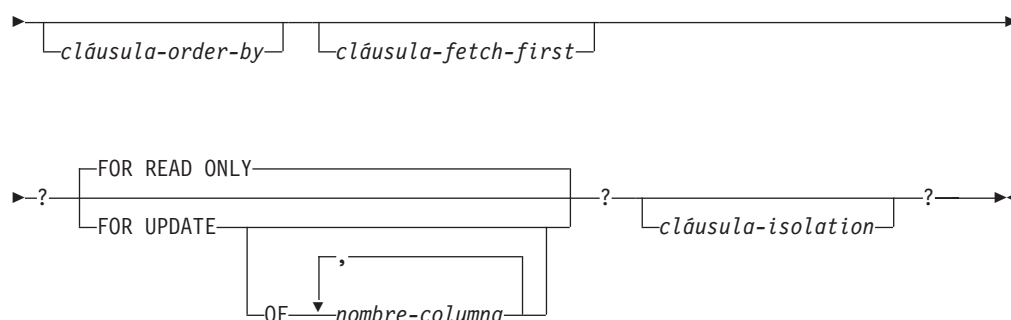 cláusula-order-by cláusula-fetch-first
FOR READ ONLY
? ? ?
FOR UPDATE cláusula-isolation
,
OF nombre-columna